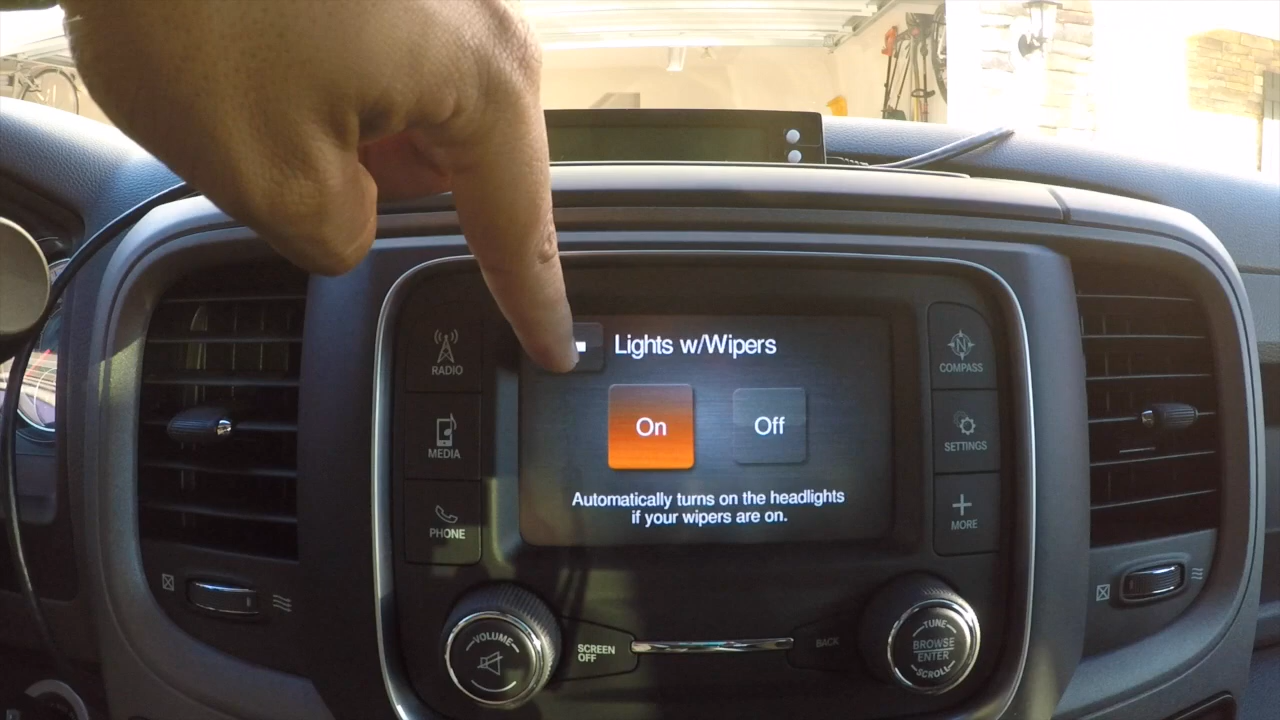 Lights w/Wipers
On
Off
Automatically turns on the headlights
if your wipers are on.
RADIO
MEDIA
PHONE
N
COMPASS
SETTINGS
MORE
VOLUME
SCREEN
OFF
BACK
TUNE
BROWSE
ENTER
SCROLL